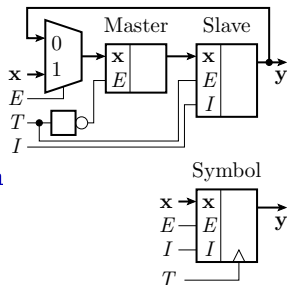 Master Slave
0 x x
x 1 E E
E I y
T
I
n
Symbol
x x
E E y
I I
T